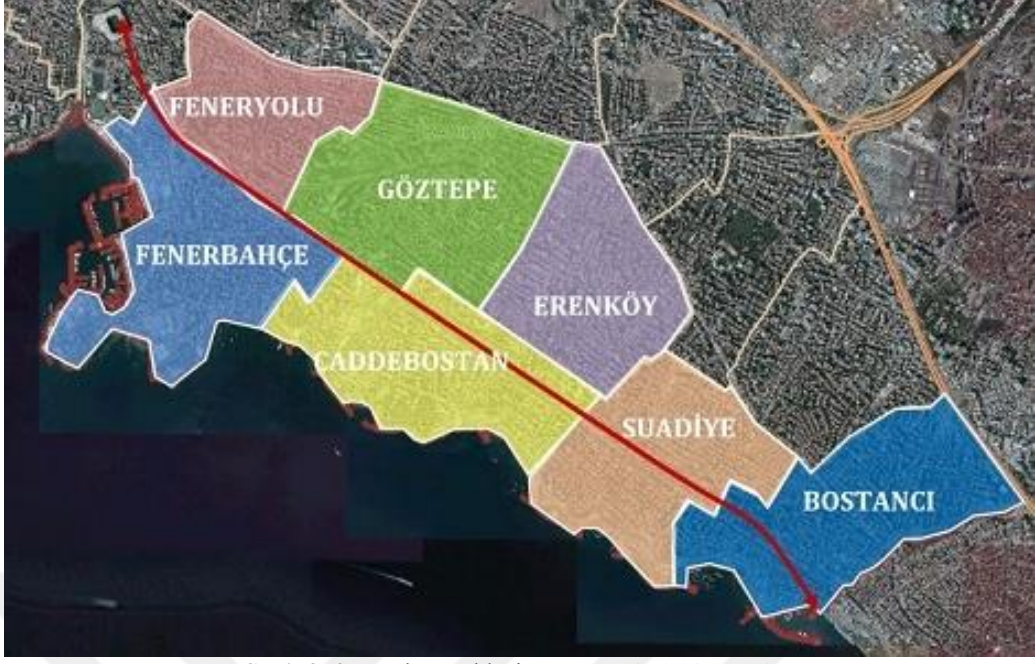 FENERYOLU
GÖZTEPE
FENERBAHÇE
ERENKÖY
CADDEBOSTAN
SUADİYE
BOSTANCI